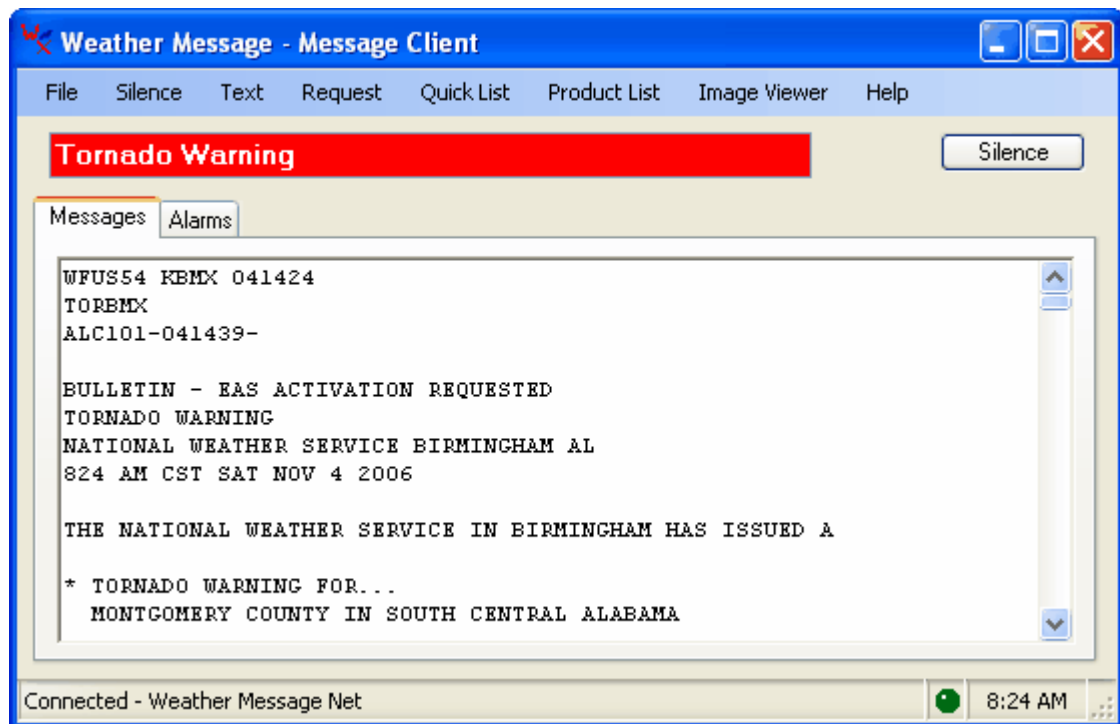 Weather Message - Message Client
File Silence Text Request Quick List Product List Image Viewer Help
Tornado Warning
Silence
Messages Alarms
WFUS54 KBMX 041424
TORBMX
ALC101-041439-
BULLETIN - EAS ACTIVATION REQUESTED
TORNADO WARNING
NATIONAL WEATHER SERVICE BIRMINGHAM AL
824 AM CST SAT NOV 4 2006
THE NATIONAL WEATHER SERVICE IN BIRMINGHAM HAS ISSUED A
* TORNADO WARNING FOR...
MONTGOMERY COUNTY IN SOUTH CENTRAL ALABAMA
Connected - Weather Message Net 8:24 AM